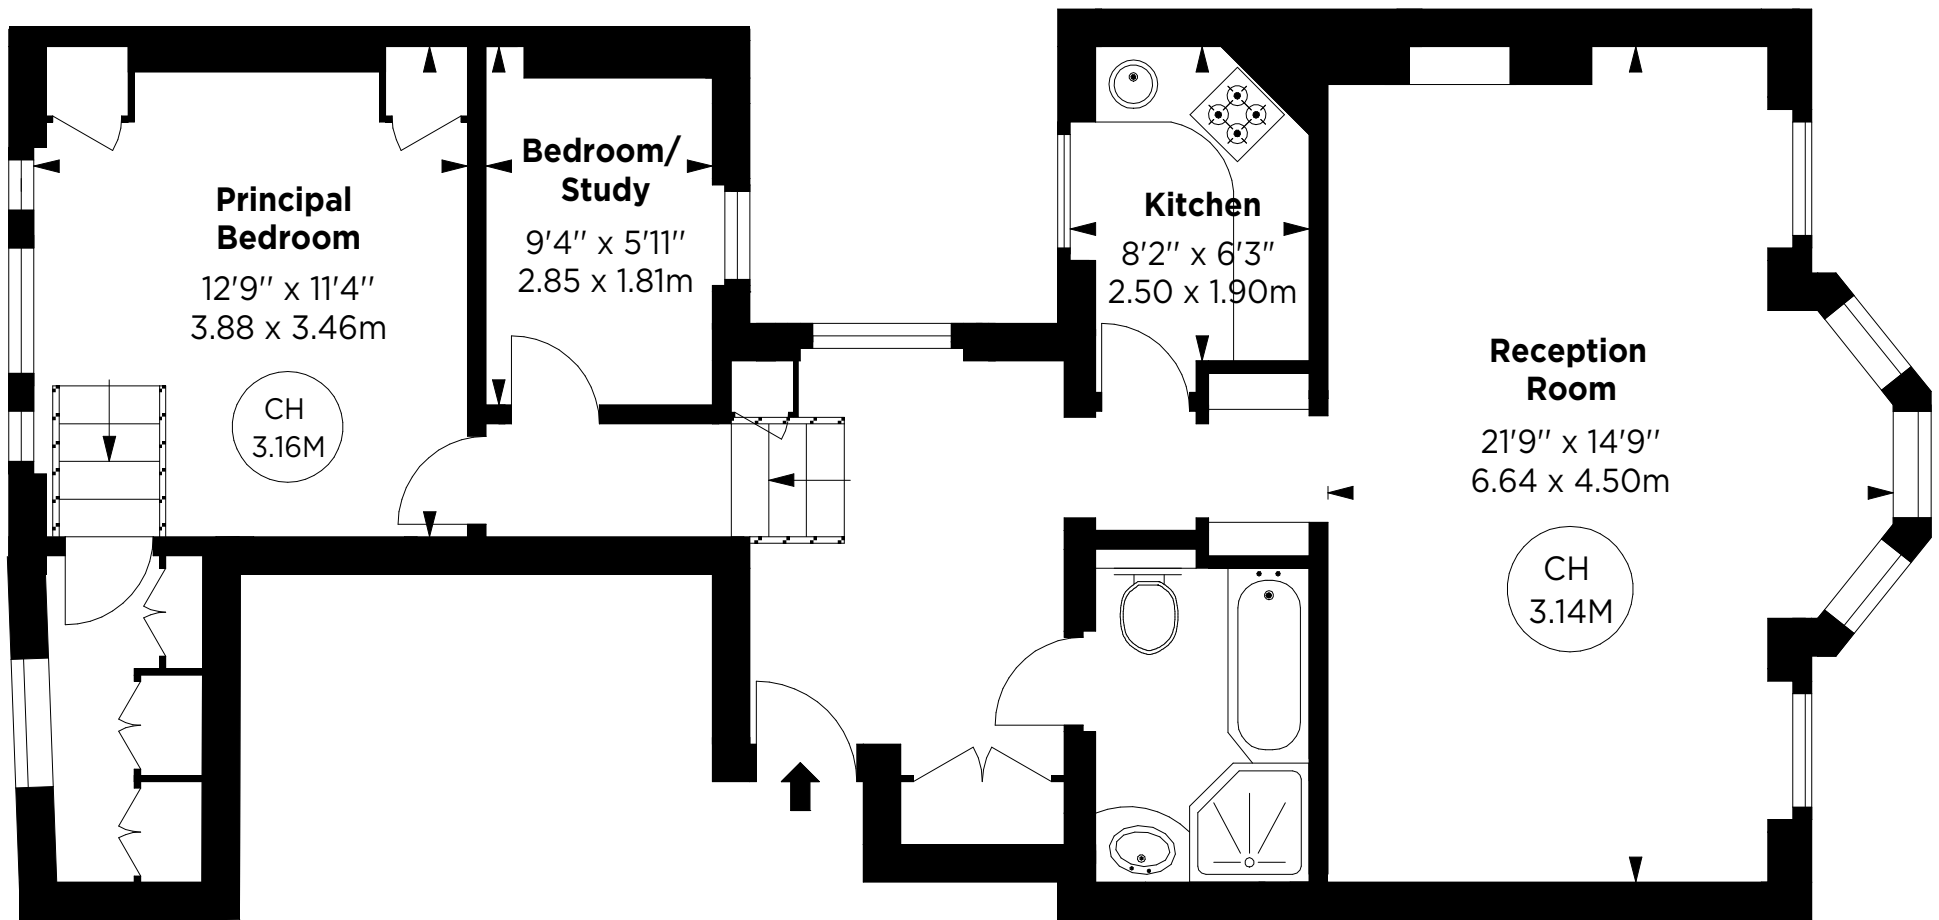 Principal
Bedroom
12'9'' x 11'4''
3.88 x 3.46m
CH
3.16M
Bedroom/
Study
9'4'' x 5'11''
2.85 x 1.81m
Kitchen
8'2'' x 6'3"
2.50 x 1.90m
Reception
Room
21'9'' x 14'9''
6.64 x 4.50m
CH
3.14M